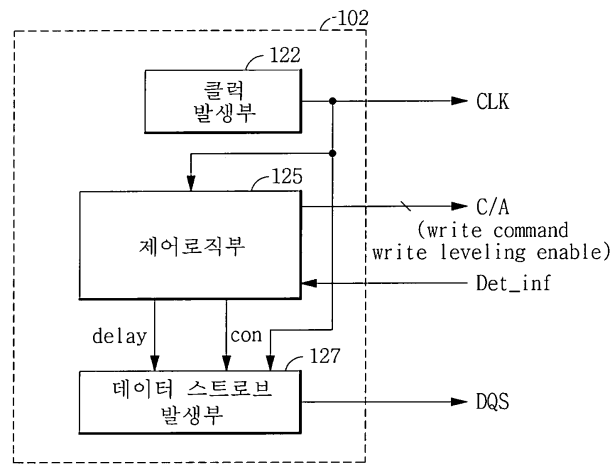 102
122
클럭
발생부
CLK
125
제어로직부
C/A
(write command
write leveling enable)
Det_inf
delay
con
127
데이터 스트로브
발생부
DQS